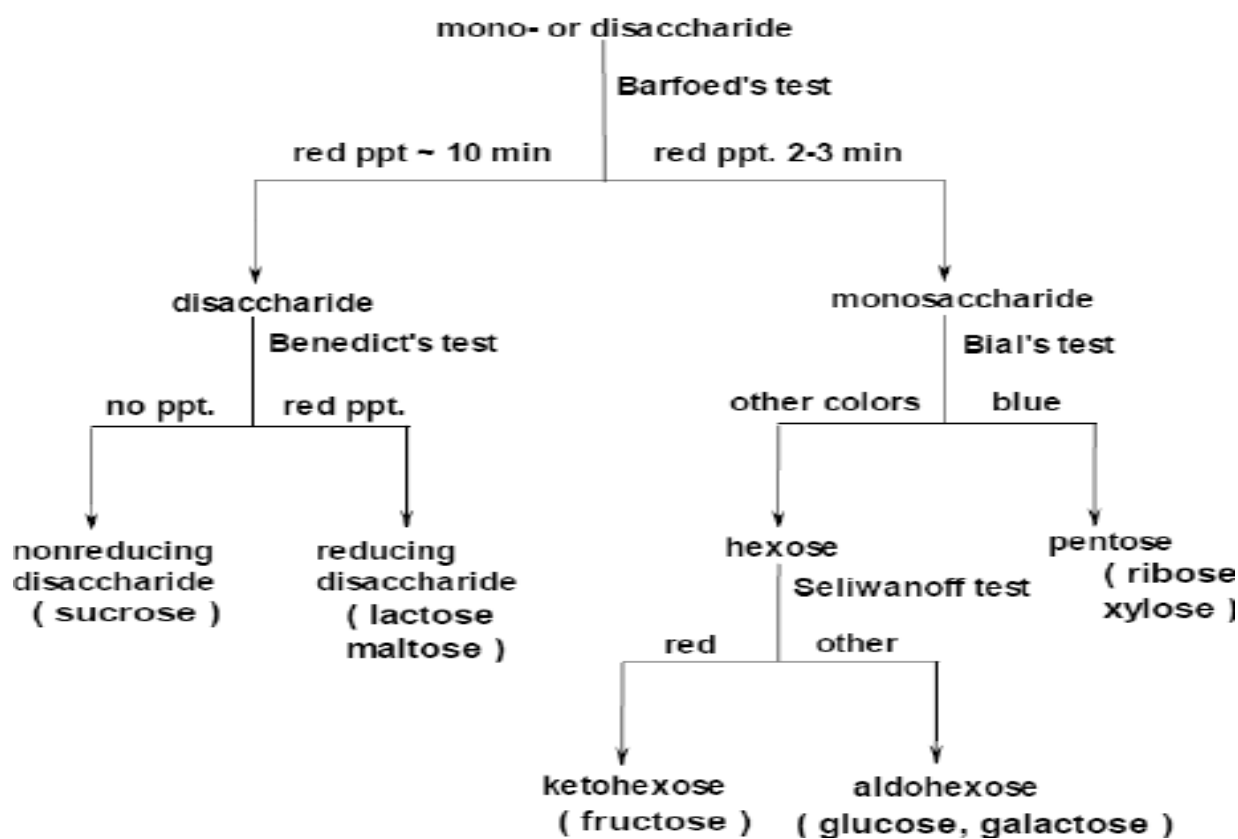 mono- or disaccharide
Barfoed's test
red ppt ~ 10 min
red ppt. 2-3 min
disaccharide
monosaccharide
Benedict's test
Bial's test
no ppt.
red ppt.
other colors
blue
nonreducing
disaccharide
( sucrose )
reducing
disaccharide
( lactose
maltose )
hexose
pentose
( ribose
xylose )
Seliwanoff test
red
other
ketohexose
( fructose )
aldohexose
( glucose, galactose )